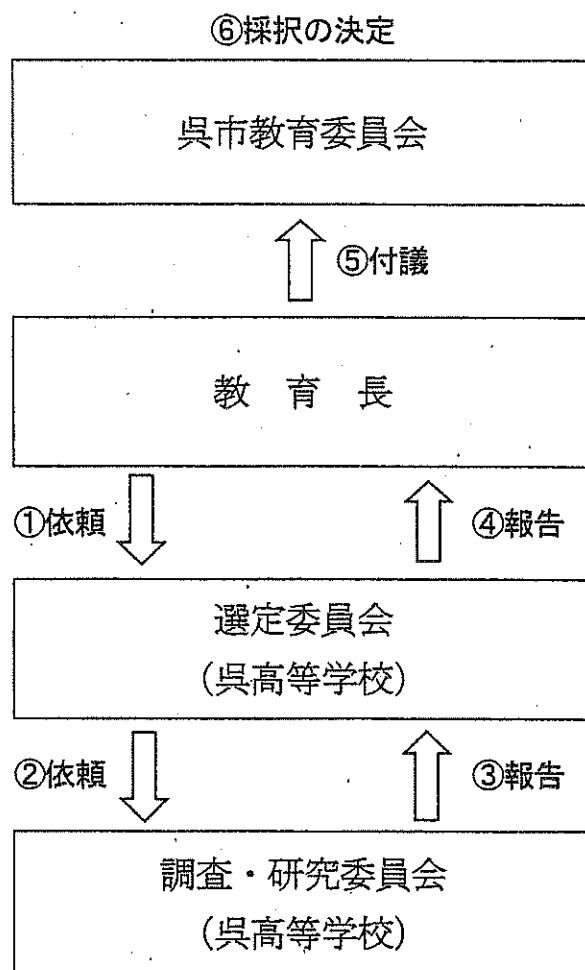 ⑥採択の決定
呉市教育委員会
⑤付議
教 育 長
①依頼 ④報告
選定委員会
(呉高等学校)
②依頼 ③報告
調査・研究委員会
(呉高等学校)